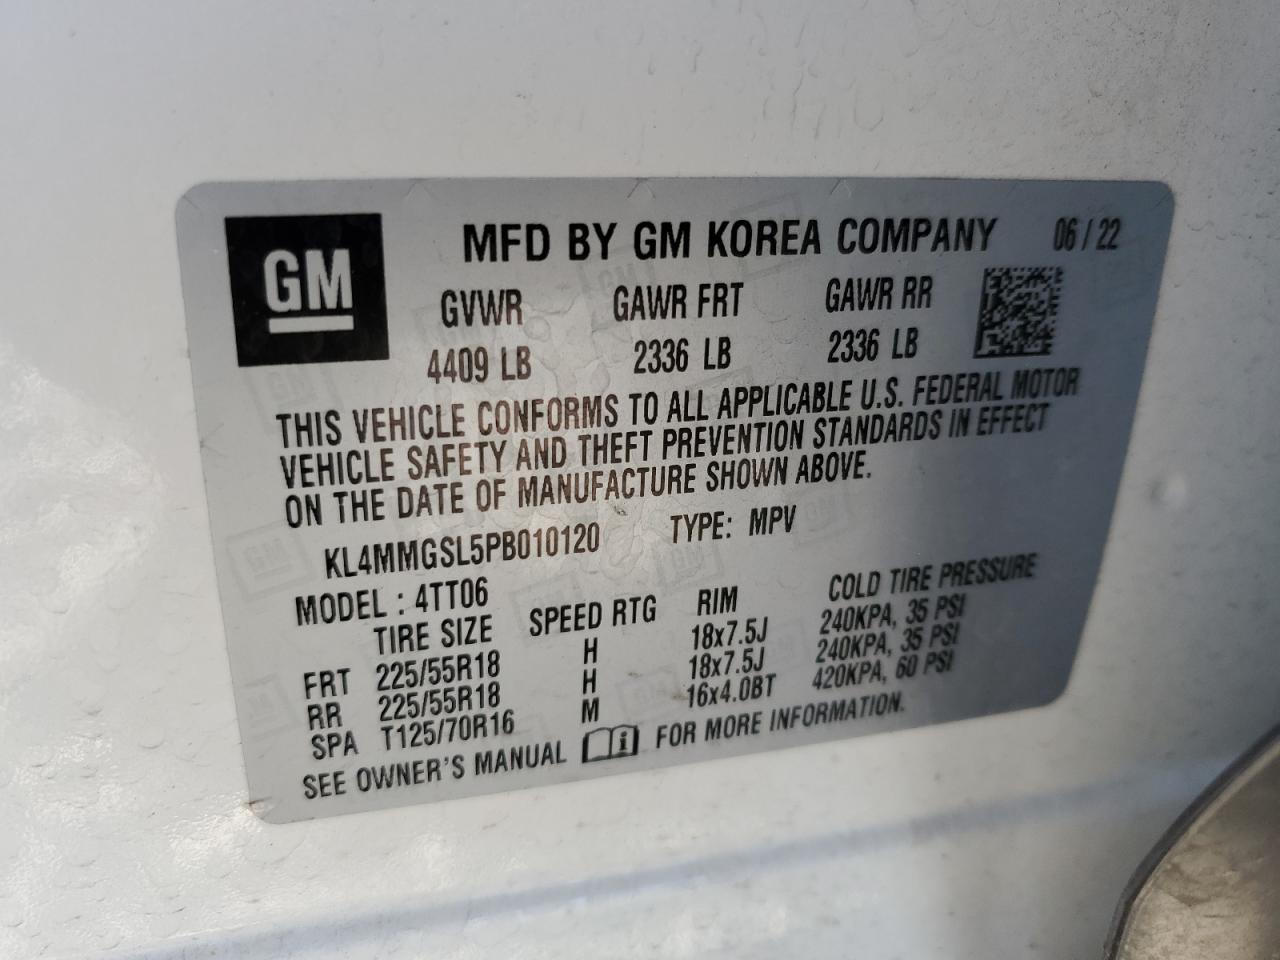 GM
MFD BY GM KOREA COMPANY 06 / 22
GVWR GAWR FRT GAWR RR
4409 LB 2336 LB 2336 LB
THIS VEHICLE CONFORMS TO ALL APPLICABLE U.S. FEDERAL MOTOR
VEHICLE SAFETY AND THEFT PREVENTION STANDARDS IN EFFECT
ON THE DATE OF MANUFACTURE SHOWN ABOVE.
KL4MMGSL5PB010120 TYPE: MPV
MODEL : 4TT06
TIRE SIZE SPEED RTG RIM COLD TIRE PRESSURE
FRT 225/55R18 H 18x7.5J 240KPA, 35 PSI
RR 225/55R18 H 18x7.5J 240KPA, 35 PSI
SPA T125/70R16 M 16x4.0BT 420KPA, 60 PSI
SEE OWNER'S MANUAL FOR MORE INFORMATION.